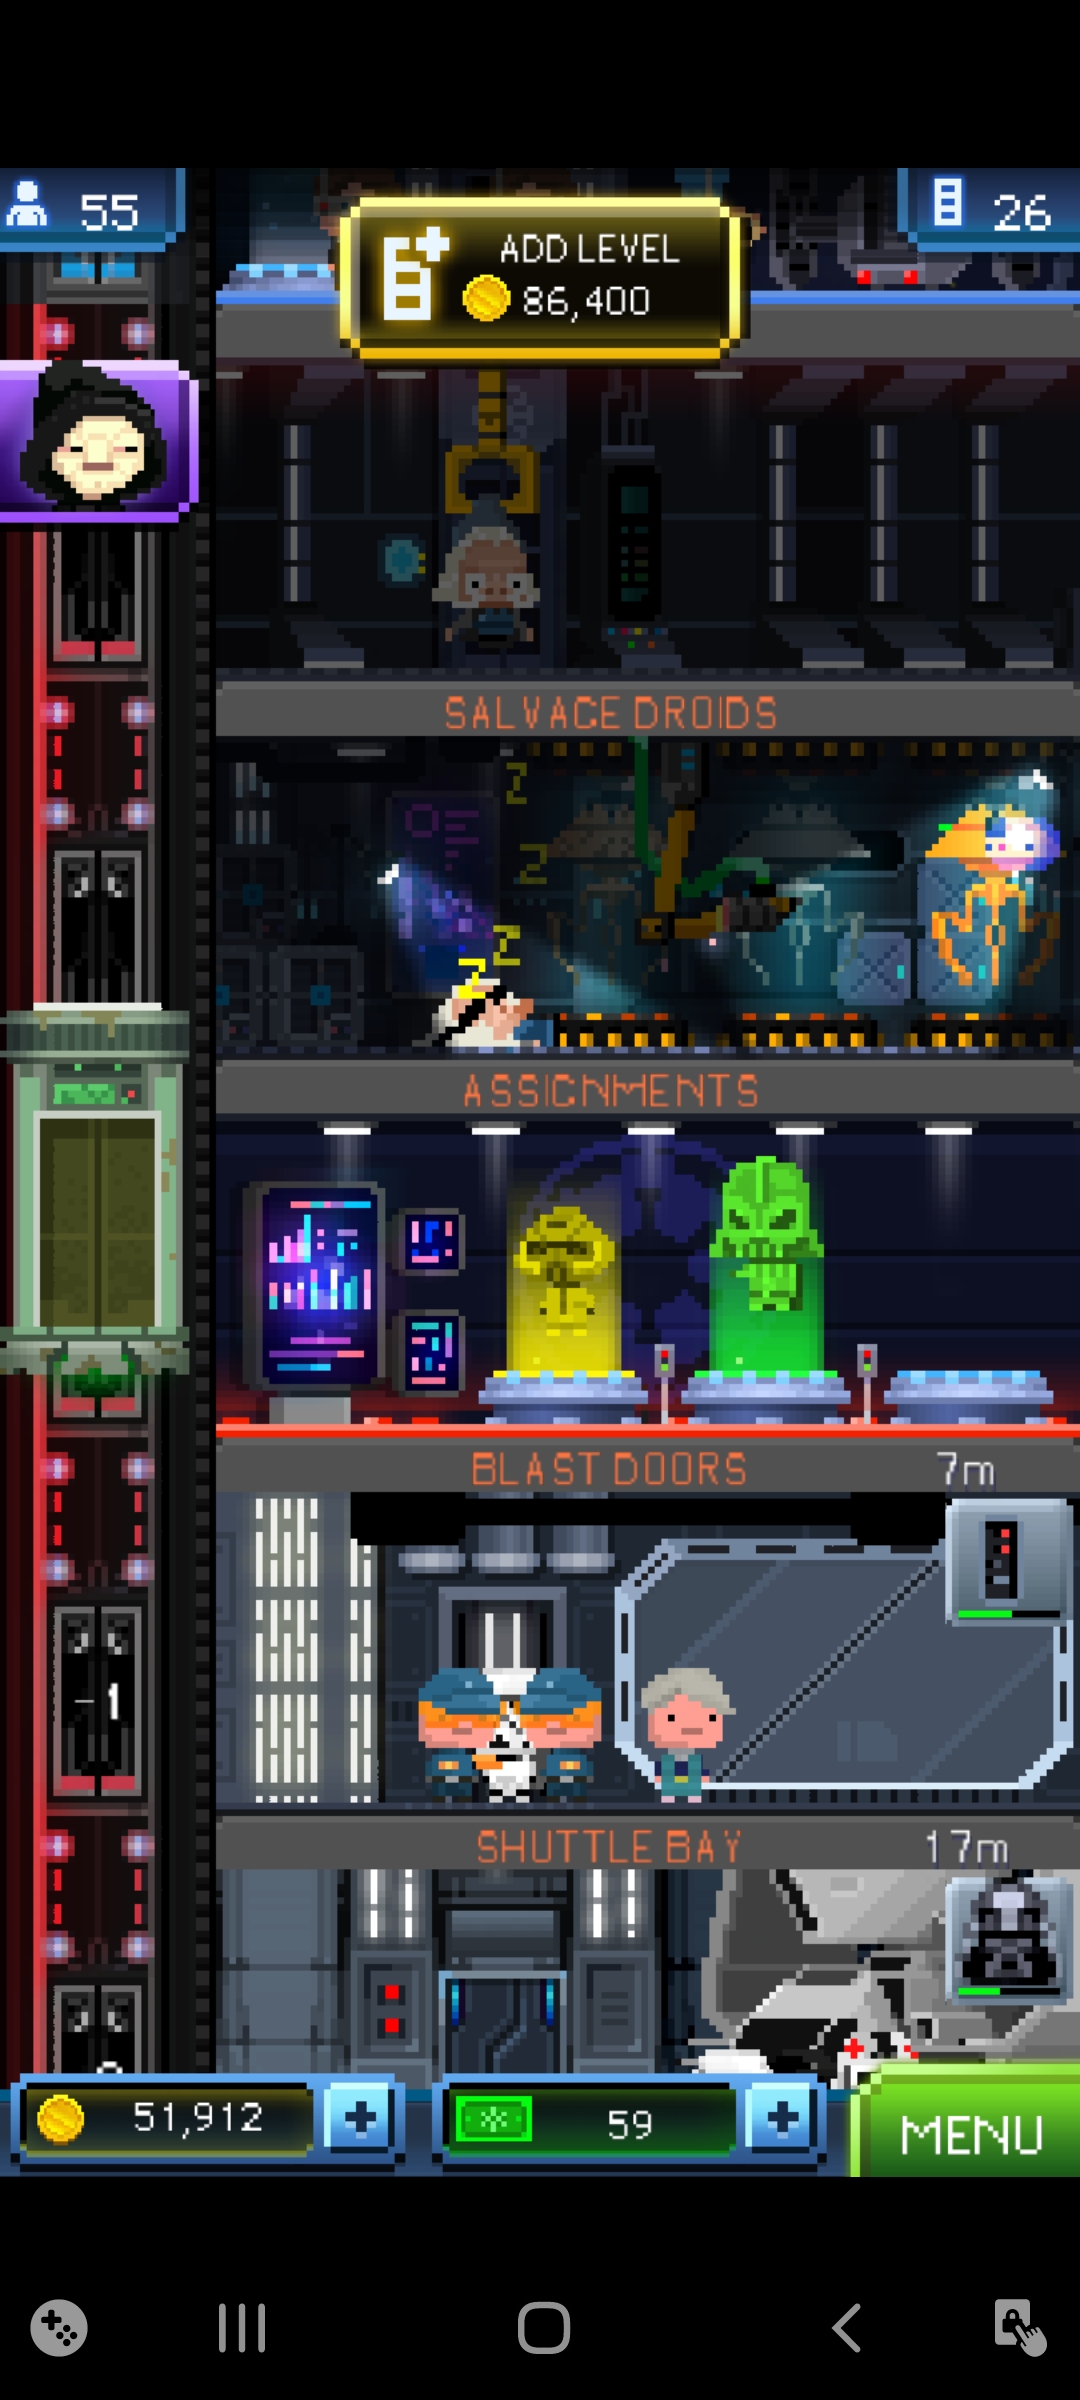 55
ADD LEVEL
86,400
26
SALVAGE DROIDS
Z
Z
Z
Z
ASSIGNMENTS
BLAST DOORS 7m
-1
SHUTTLE BAY 17m
51,912 +
59 +
MENU